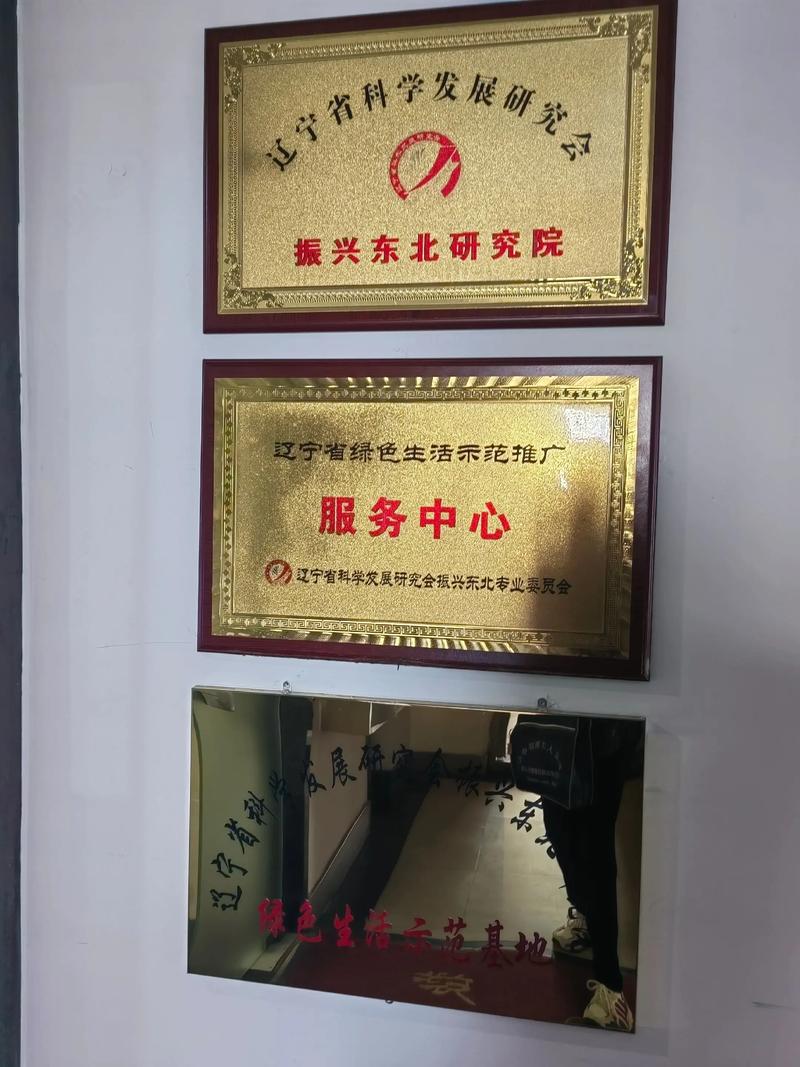 辽宁省科学发展研究会
振兴东北研究院
辽宁省绿色生活示范推广
服务中心
辽宁省科学发展研究会振兴东北专业委员会
辽宁省科学发展研究会振兴东
绿色生活示范基地